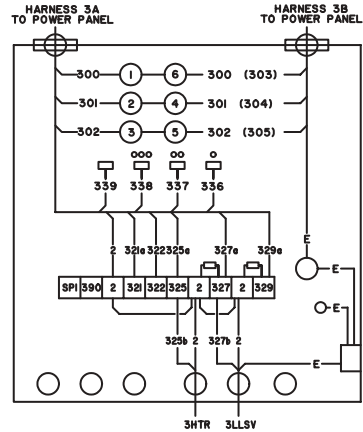 HARNESS 3A HARNESS 3B
TO POWER PANEL TO POWER PANEL
300 1 6 300 (303)
301 2 4 301 (304)
302 3 5 302 (305)
339 338 337 336
2 321a 322 325a 327a 329a
E
E
SP1 390 2 321 322 325 2 327 2 329
E
325b 2 327b 2
E
3HTR 3LLSV